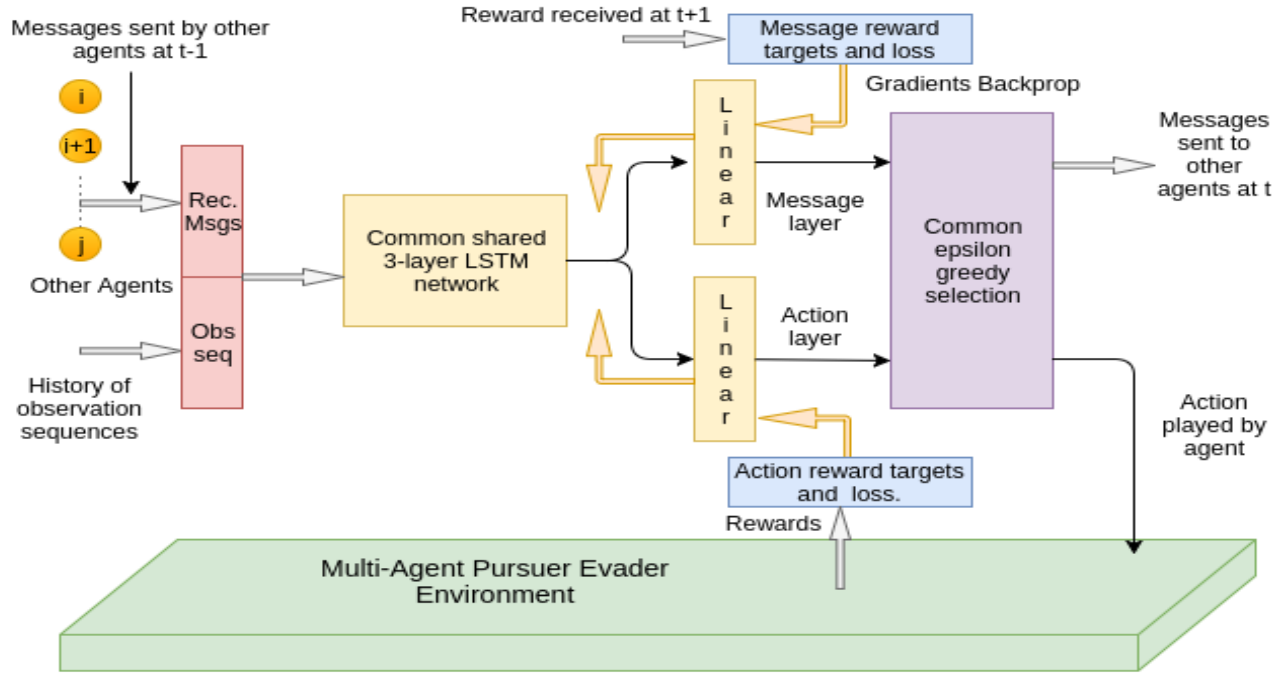 Messages sent by other
agents at t-1
i
i+1
j
Other Agents
History of
observation
sequences
Rec.
Msgs
Obs
seq
Common shared
3-layer LSTM
network
Reward received at t+1
Message reward
targets and loss
Gradients Backprop
L
i
n
e
a
r
Message
layer
L
i
n
e
a
r
Action
layer
Common
epsilon
greedy
selection
Messages
sent to
other
agents at t
Action
played by
agent
Action reward targets
and loss.
Rewards
Multi-Agent Pursuer Evader
Environment